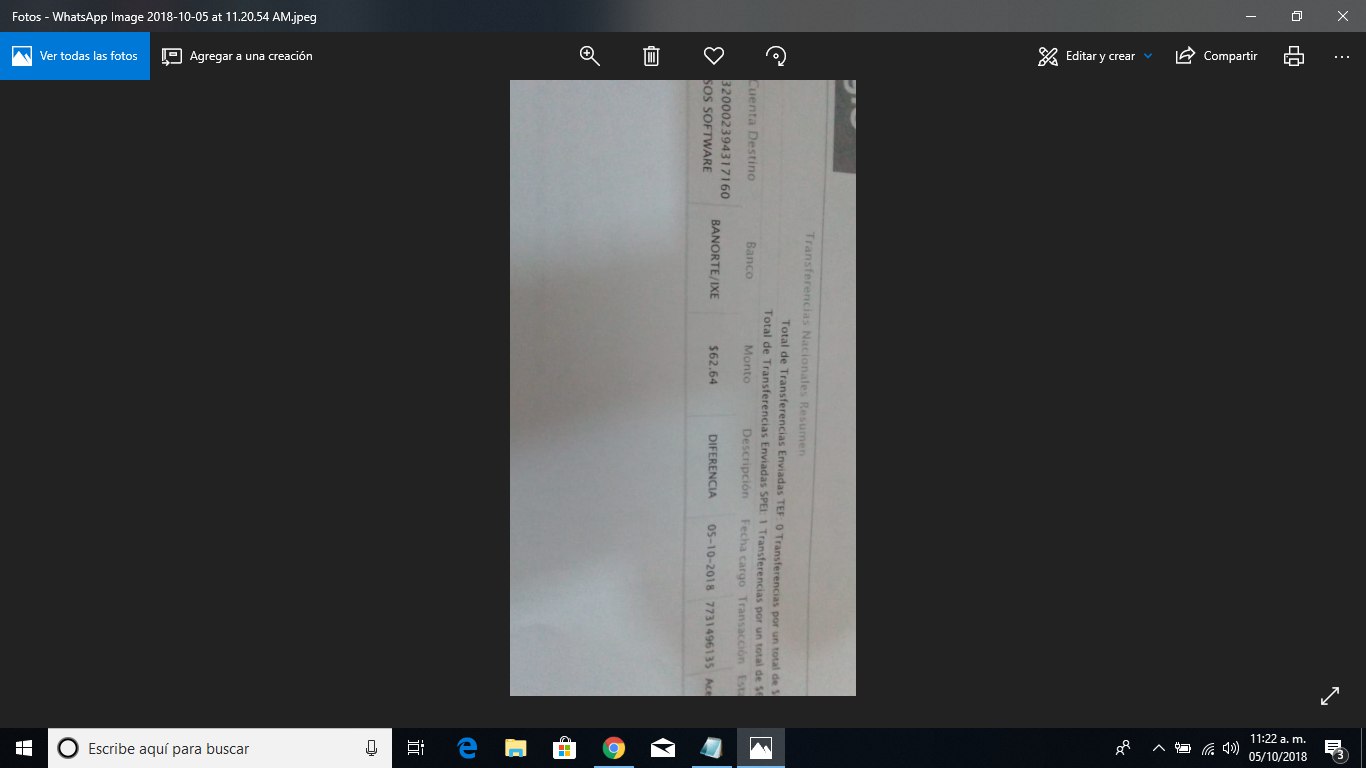 Fotos - WhatsApp Image 2018-10-05 at 11.20.54 AM.jpeg
Ver todas las fotos
Agregar a una creación
Editar y crear
Compartir
Transferencias Nacionales Resumen
Total de Transferencias Enviadas TEF: 0 Transferencias por un total de $
Total de Transferencias Enviadas SPEI: 1 Transferencias por un total de $6
Cuenta Destino Banco Monto Descripción Fecha cargo Transacción Esta
320002394317160 BANORTE/IXE $62.64 DIFERENCIA 05-10-2018 7731496135 Ace
SOS SOFTWARE
Escribe aquí para buscar
11:22 a. m.
05/10/2018
3